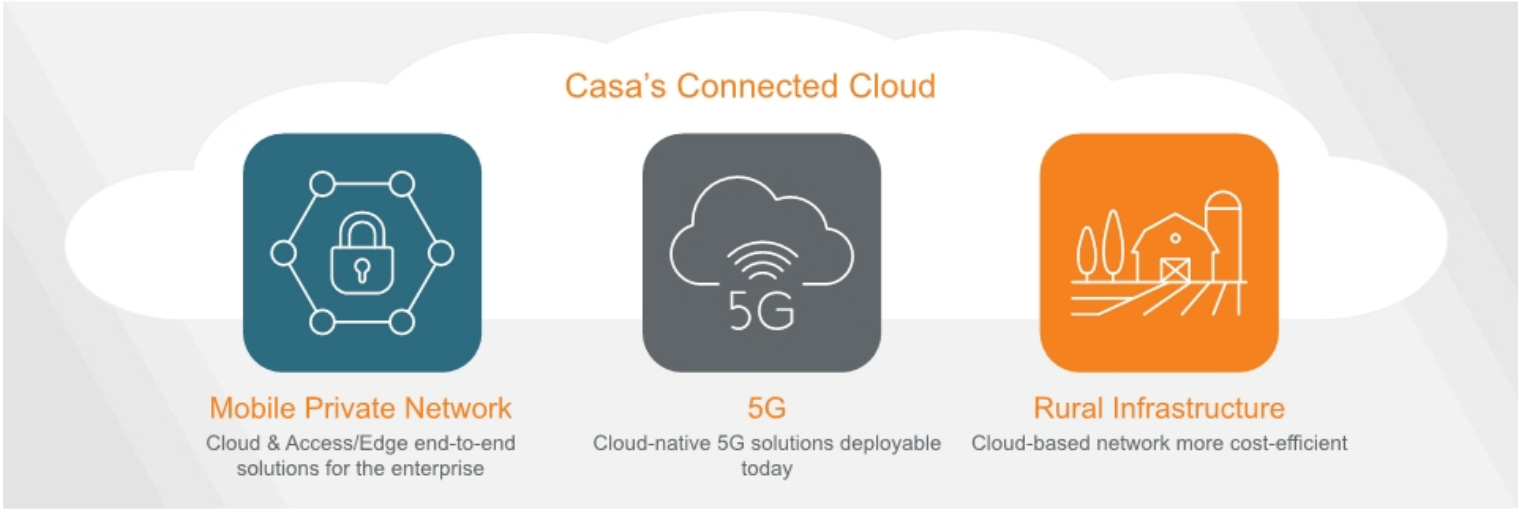 Casa's Connected Cloud
5G
Mobile Private Network
Cloud & Access/Edge end-to-end
solutions for the enterprise
5G
Cloud-native 5G solutions deployable
today
Rural Infrastructure
Cloud-based network more cost-efficient